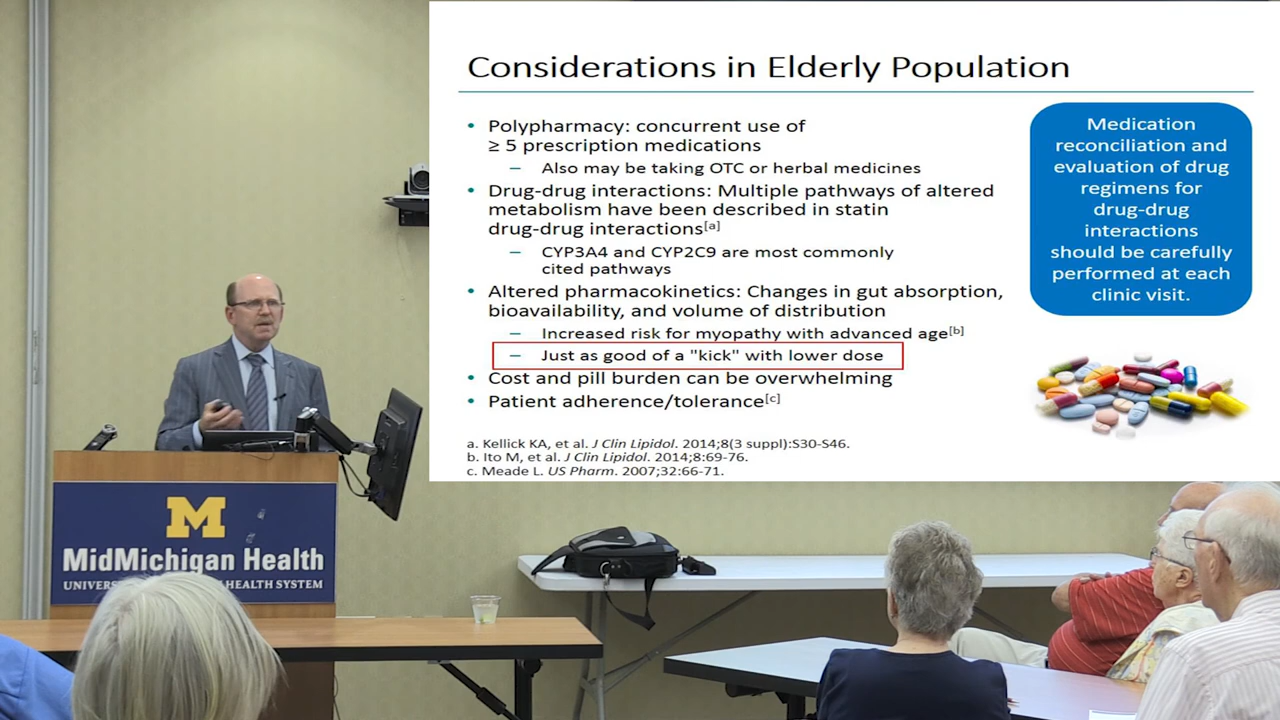 Considerations in Elderly Population
• Polypharmacy: concurrent use of
≥ 5 prescription medications
– Also may be taking OTC or herbal medicines
• Drug-drug interactions: Multiple pathways of altered
metabolism have been described in statin
drug-drug interactions[a]
– CYP3A4 and CYP2C9 are most commonly
cited pathways
• Altered pharmacokinetics: Changes in gut absorption,
bioavailability, and volume of distribution
– Increased risk for myopathy with advanced age[b]
– Just as good of a "kick" with lower dose
• Cost and pill burden can be overwhelming
• Patient adherence/tolerance[c]
a. Kellick KA, et al. J Clin Lipidol. 2014;8(3 suppl):S30-S46.
b. Ito M, et al. J Clin Lipidol. 2014;8:69-76.
c. Meade L. US Pharm. 2007;32:66-71.
Medication
reconciliation and
evaluation of drug
regimens for
drug-drug
interactions
should be carefully
performed at each
clinic visit.
M
MidMichigan Health
HEALTH SYSTEM